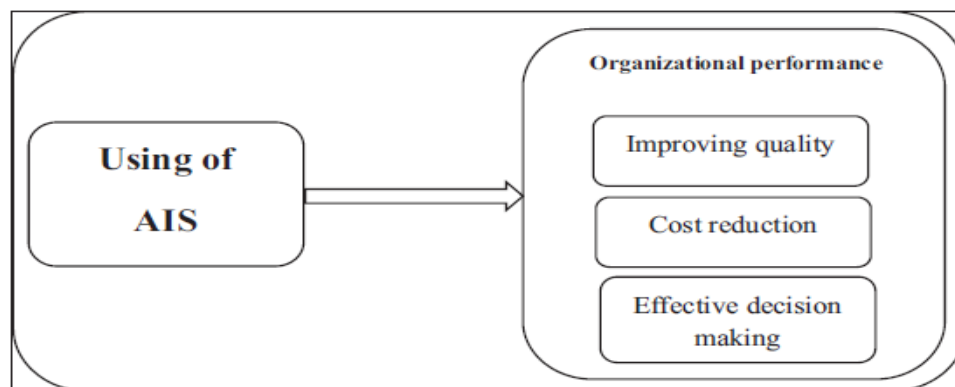 Using of
AIS
Organizational performance
Improving quality
Cost reduction
Effective decision
making